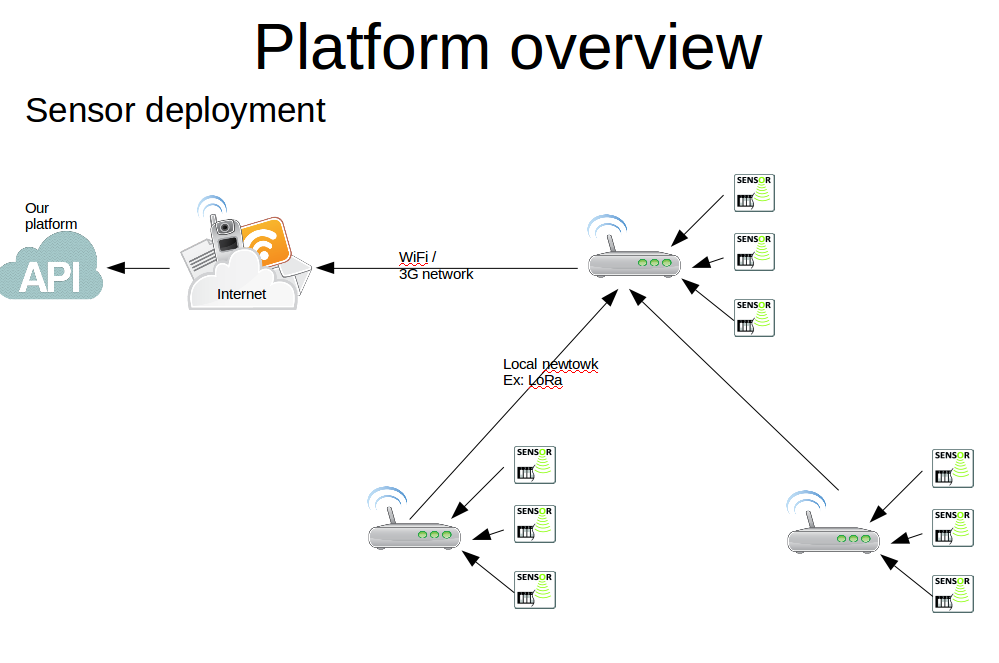 Platform overview
Sensor deployment
Our
platform
API
Internet
WiFi /
3G network
SENSOR
SENSOR
SENSOR
Local newtowk
Ex: LoRa
SENSOR
SENSOR
SENSOR
SENSOR
SENSOR
SENSOR